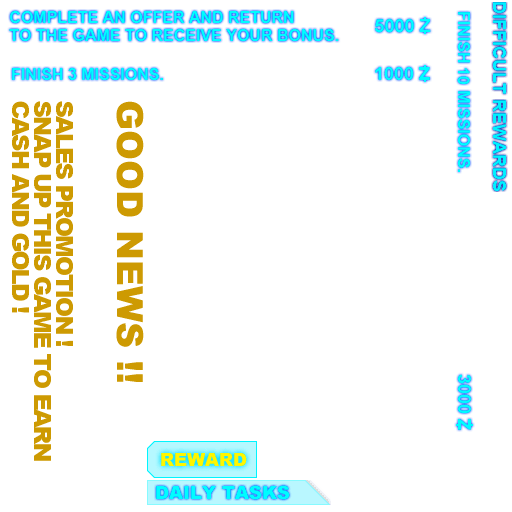 COMPLETE AN OFFER AND RETURN
TO THE GAME TO RECEIVE YOUR BONUS.
5000 Z
FINISH 3 MISSIONS.
1000 Z
DIFFICULT REWARDS
FINISH 10 MISSIONS.
3000 Z
GOOD NEWS !!
SALES PROMOTION !
SNAP UP THIS GAME TO EARN
CASH AND GOLD !
REWARD
DAILY TASKS